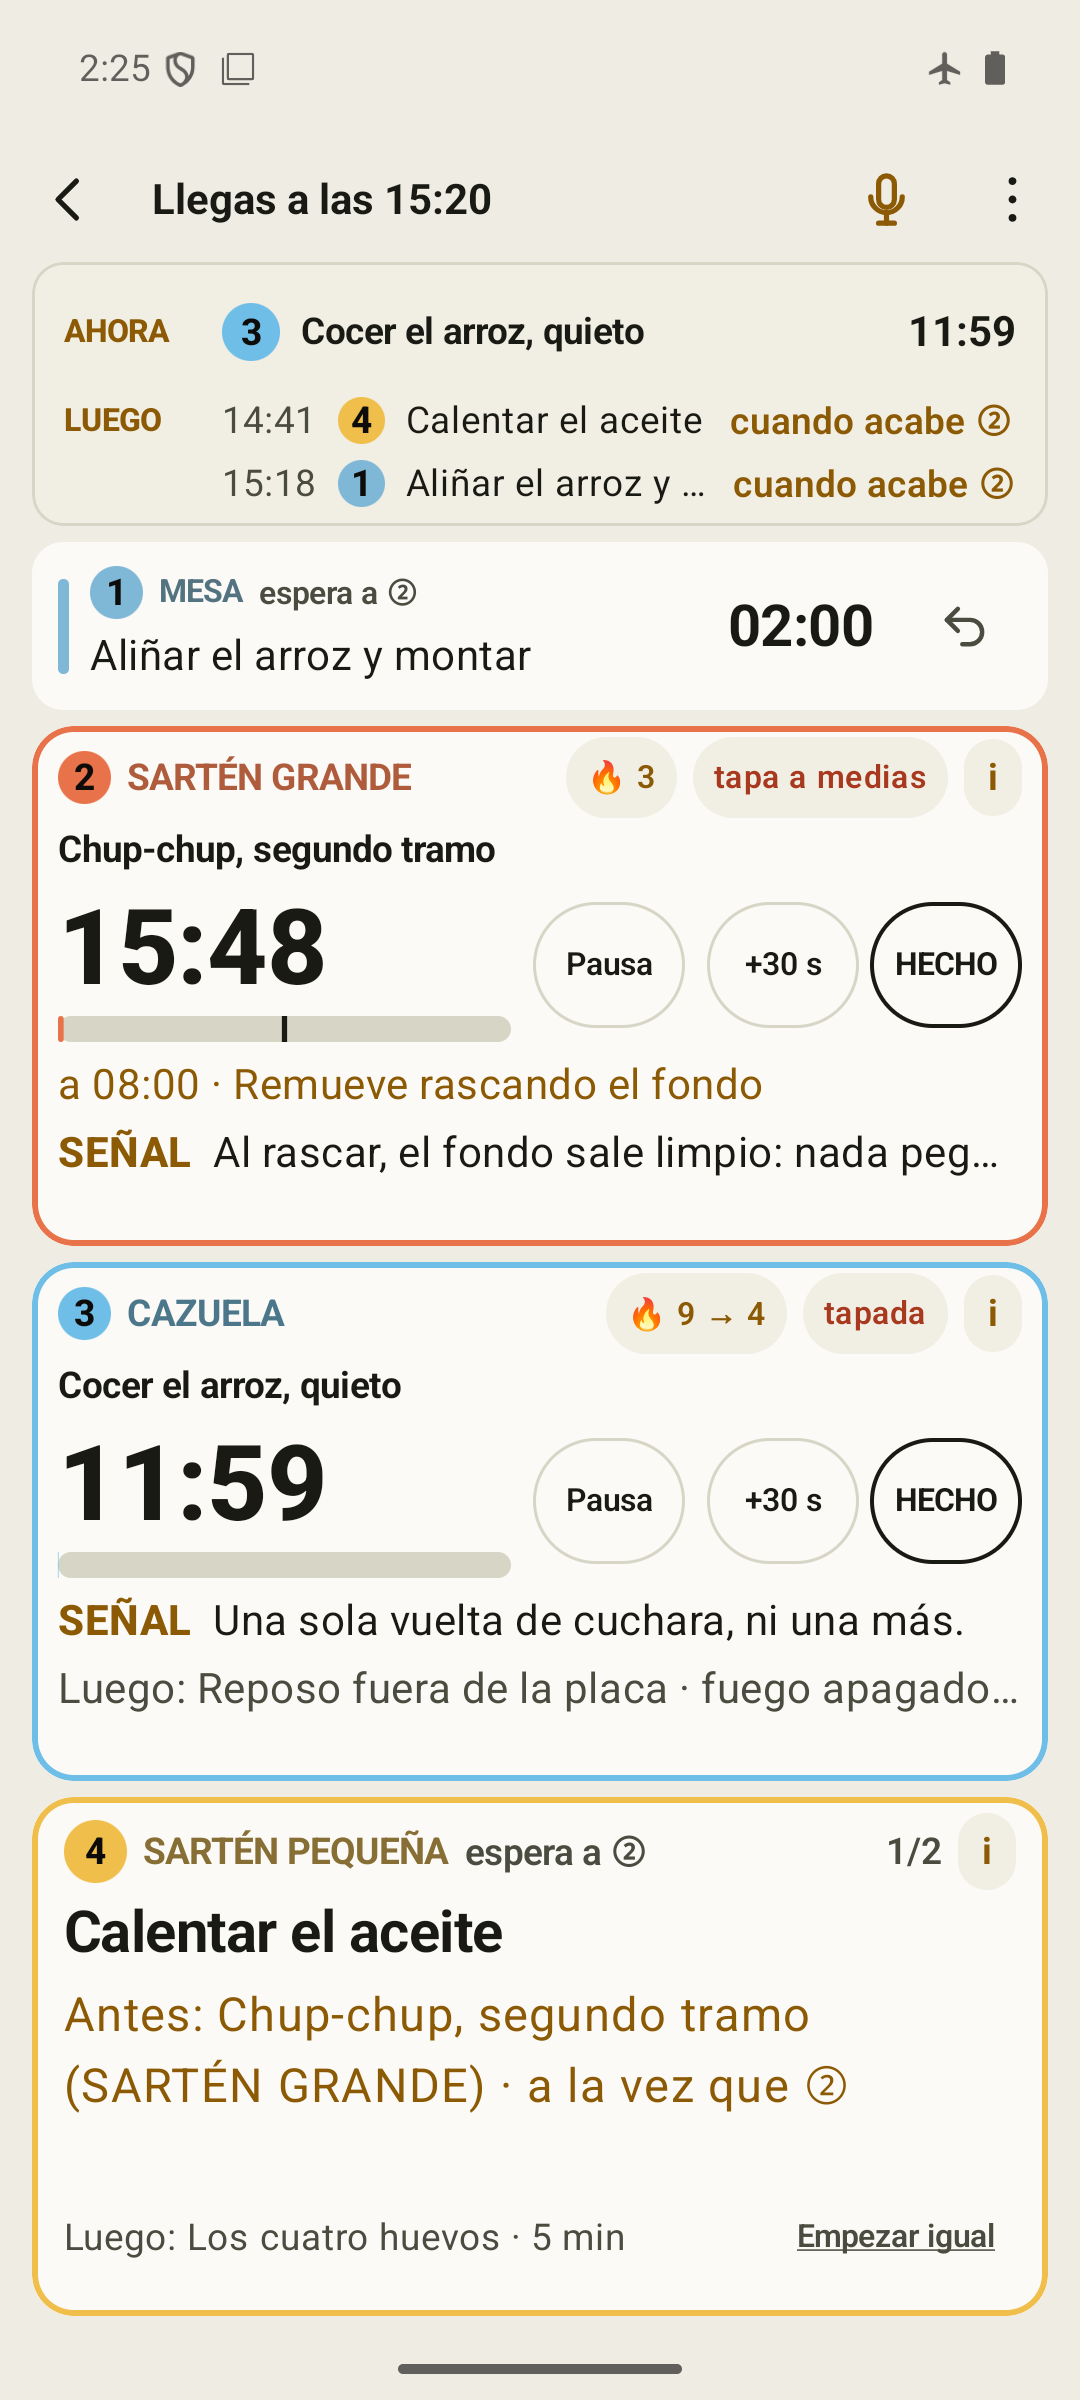 2:25
Llegas a las 15:20
AHORA 3 Cocer el arroz, quieto 11:59
LUEGO 14:41 4 Calentar el aceite cuando acabe ②
15:18 1 Aliñar el arroz y … cuando acabe ②
1 MESA espera a ②
Aliñar el arroz y montar
02:00
2 SARTÉN GRANDE 🔥 3 tapa a medias i
Chup-chup, segundo tramo
15:48 Pausa +30 s HECHO
a 08:00 · Remueve rascando el fondo
SEÑAL Al rascar, el fondo sale limpio: nada peg…
3 CAZUELA 🔥 9 → 4 tapada i
Cocer el arroz, quieto
11:59 Pausa +30 s HECHO
SEÑAL Una sola vuelta de cuchara, ni una más.
Luego: Reposo fuera de la placa · fuego apagado…
4 SARTÉN PEQUEÑA espera a ② 1/2 i
Calentar el aceite
Antes: Chup-chup, segundo tramo
(SARTÉN GRANDE) · a la vez que ②
Luego: Los cuatro huevos · 5 min Empezar igual